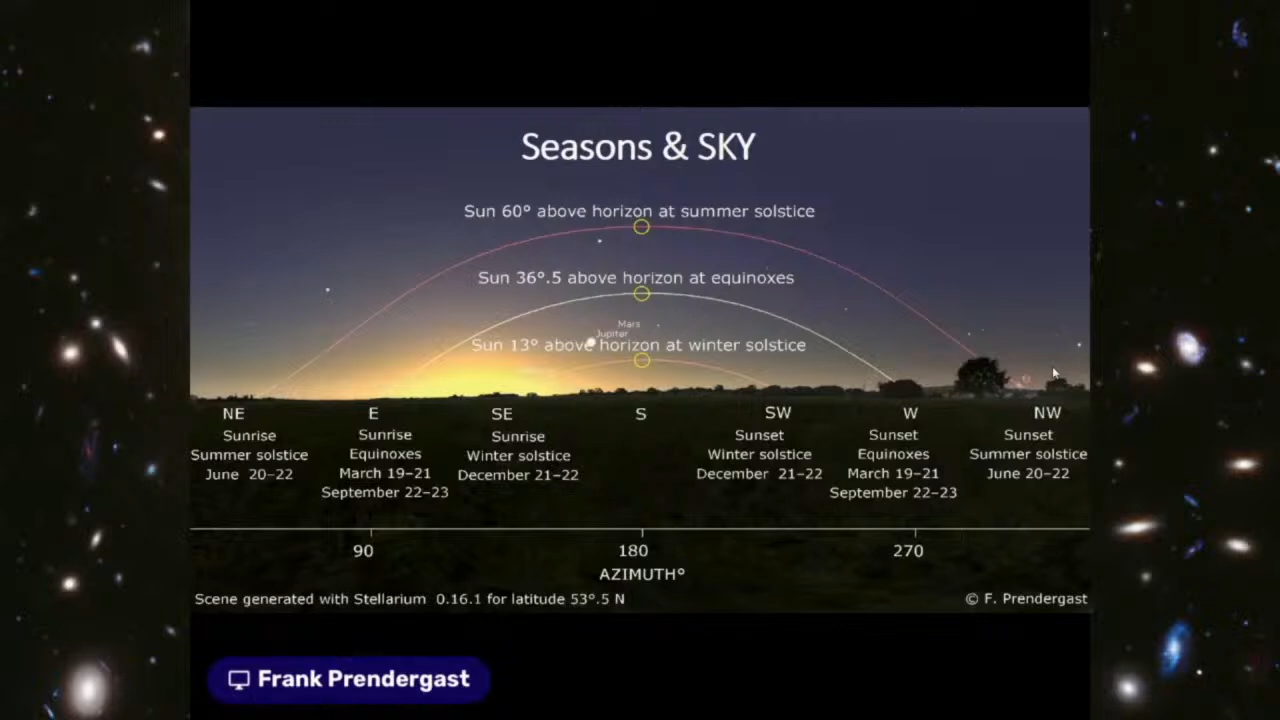 Seasons & SKY
Sun 60° above horizon at summer solstice
Sun 36°.5 above horizon at equinoxes
Mars
Jupiter
Sun 13° above horizon at winter solstice
NE
E
SE
S
SW
W
NW
Sunrise
Summer solstice
June 20–22
Sunrise
Equinoxes
March 19–21
September 22–23
Sunrise
Winter solstice
December 21–22
Sunset
Winter solstice
December 21–22
Sunset
Equinoxes
March 19–21
September 22–23
Sunset
Summer solstice
June 20–22
90
180
270
AZIMUTH°
Scene generated with Stellarium 0.16.1 for latitude 53°.5 N
© F. Prendergast
Frank Prendergast